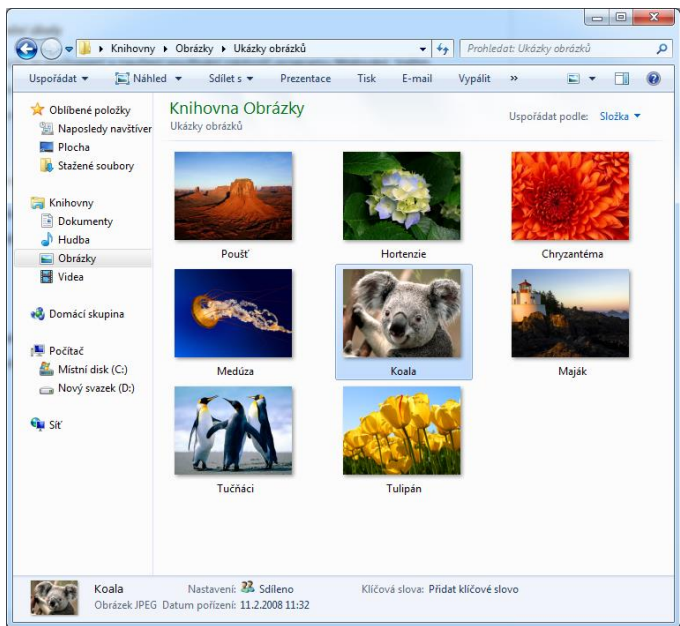 Knihovny ▸ Obrázky ▸ Ukázky obrázků
Prohledat: Ukázky obrázků
Uspořádat Náhled Sdílet s Prezentace Tisk E-mail Vypálit »
Oblíbené položky
Naposledy navštíver
Plocha
Stažené soubory
Knihovny
Dokumenty
Hudba
Obrázky
Videa
Domácí skupina
Počítač
Místní disk (C:)
Nový svazek (D:)
Síť
Knihovna Obrázky
Ukázky obrázků
Uspořádat podle: Složka
Poušť
Hortenzie
Chryzantéma
Medúza
Koala
Maják
Tučňáci
Tulipán
Koala Nastavení: Sdíleno Klíčová slova: Přidat klíčové slovo
Obrázek JPEG Datum pořízení: 11.2.2008 11:32